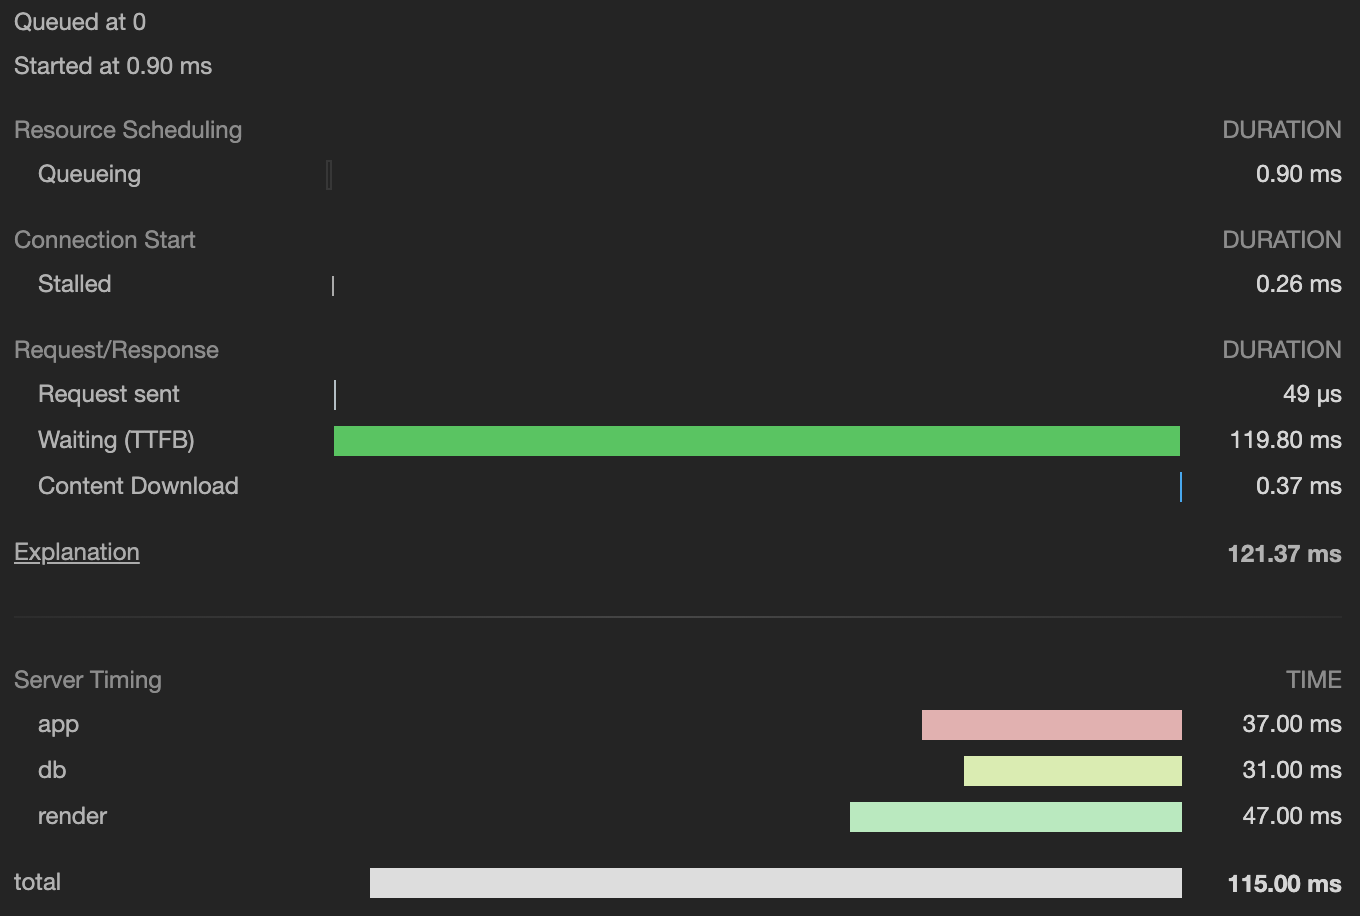 Queued at 0
Started at 0.90 ms
Resource Scheduling DURATION
Queueing 0.90 ms
Connection Start DURATION
Stalled 0.26 ms
Request/Response DURATION
Request sent 49 μs
Waiting (TTFB) 119.80 ms
Content Download 0.37 ms
Explanation 121.37 ms
Server Timing TIME
app 37.00 ms
db 31.00 ms
render 47.00 ms
total 115.00 ms